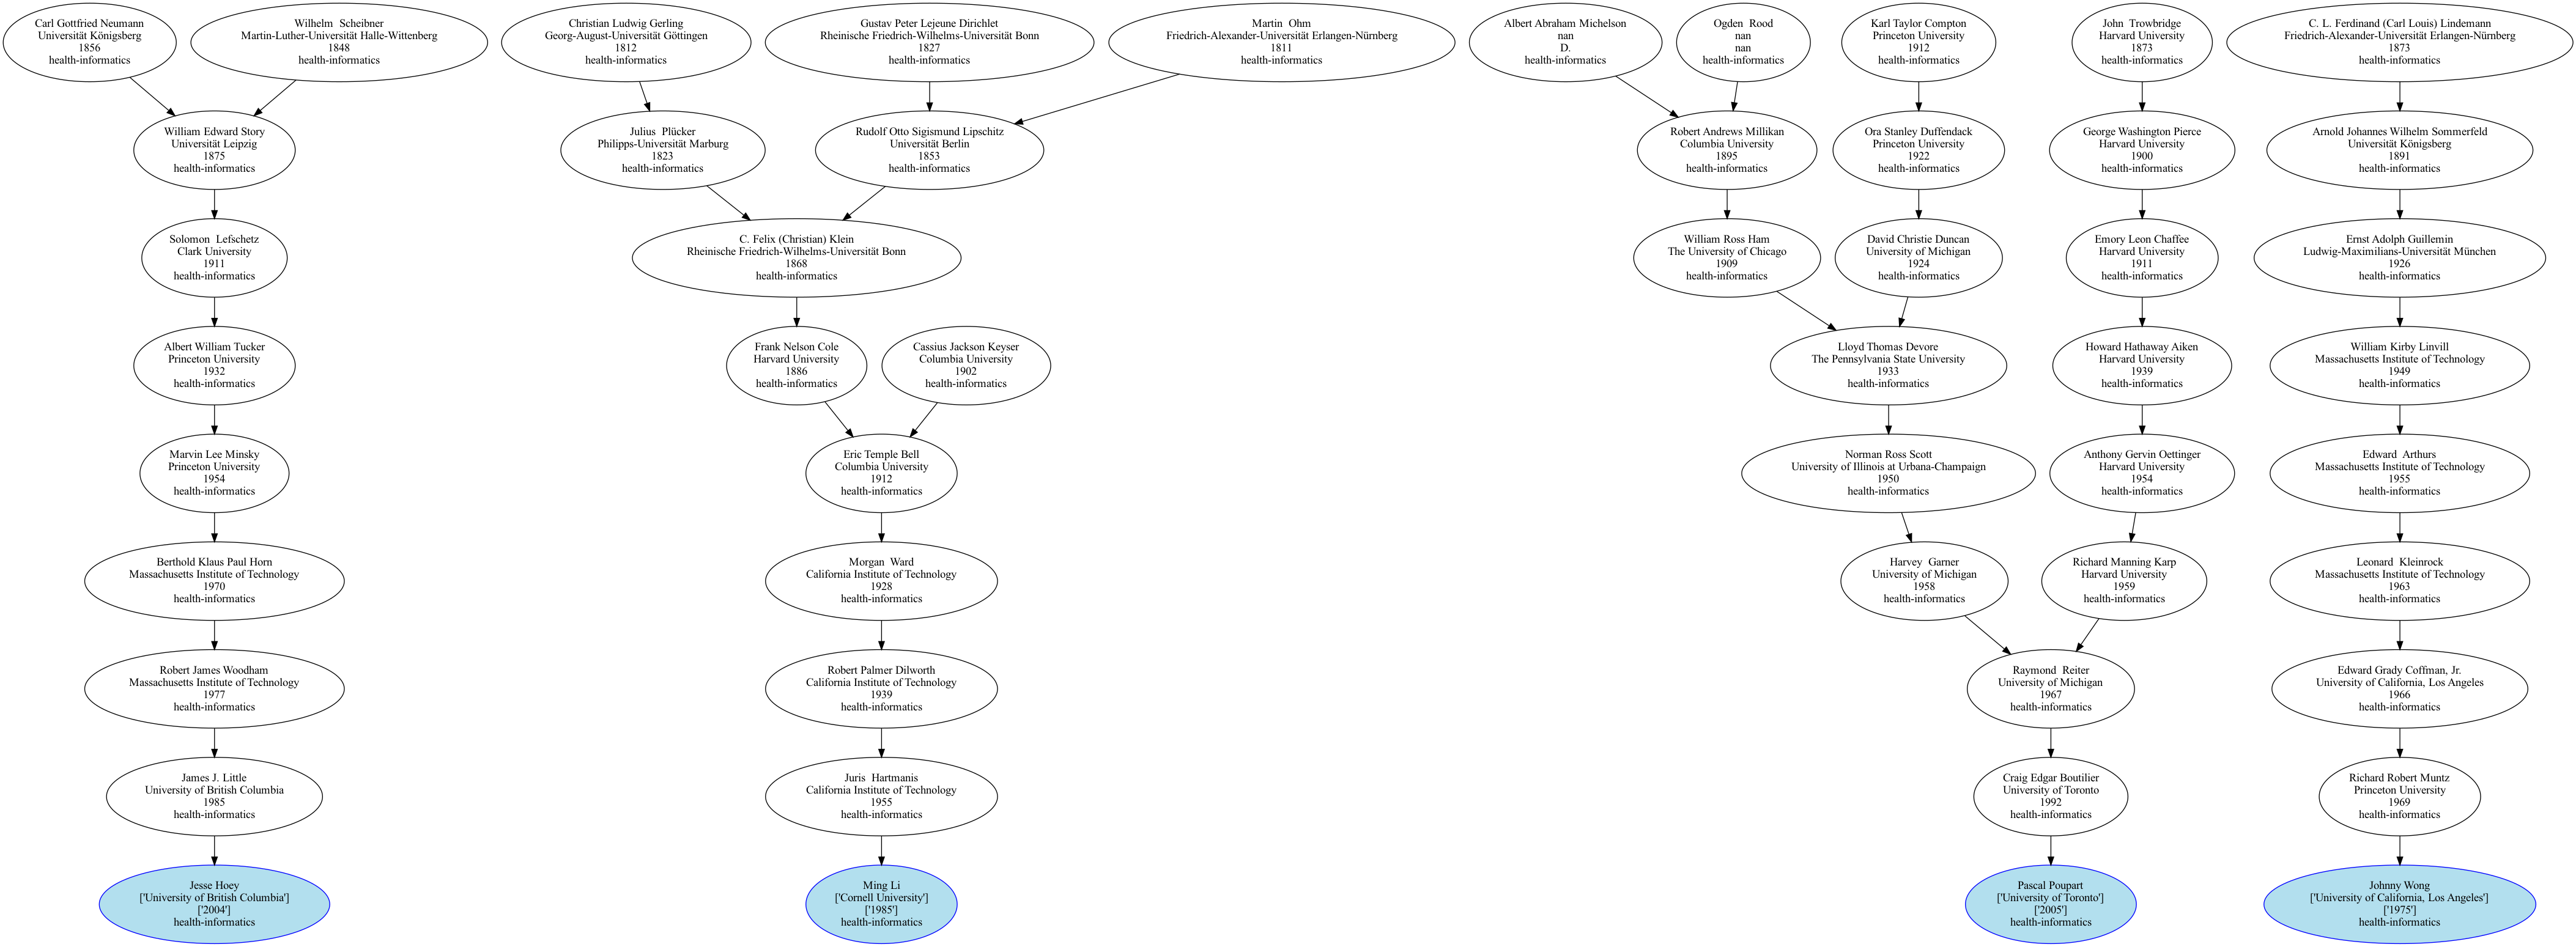 Carl Gottfried Neumann
Universität Königsberg
1856
health-informatics
Wilhelm  Scheibner
Martin-Luther-Universität Halle-Wittenberg
1848
health-informatics
Christian Ludwig Gerling
Georg-August-Universität Göttingen
1812
health-informatics
Gustav Peter Lejeune Dirichlet
Rheinische Friedrich-Wilhelms-Universität Bonn
1827
health-informatics
Martin  Ohm
Friedrich-Alexander-Universität Erlangen-Nürnberg
1811
health-informatics
Albert Abraham Michelson
nan
D.
health-informatics
Ogden  Rood
nan
nan
health-informatics
Karl Taylor Compton
Princeton University
1912
health-informatics
John  Trowbridge
Harvard University
1873
health-informatics
C. L. Ferdinand (Carl Louis) Lindemann
Friedrich-Alexander-Universität Erlangen-Nürnberg
1873
health-informatics
William Edward Story
Universität Leipzig
1875
health-informatics
Julius  Plücker
Philipps-Universität Marburg
1823
health-informatics
Rudolf Otto Sigismund Lipschitz
Universität Berlin
1853
health-informatics
Robert Andrews Millikan
Columbia University
1895
health-informatics
Ora Stanley Duffendack
Princeton University
1922
health-informatics
George Washington Pierce
Harvard University
1900
health-informatics
Arnold Johannes Wilhelm Sommerfeld
Universität Königsberg
1891
health-informatics
Solomon  Lefschetz
Clark University
1911
health-informatics
C. Felix (Christian) Klein
Rheinische Friedrich-Wilhelms-Universität Bonn
1868
health-informatics
William Ross Ham
The University of Chicago
1909
health-informatics
David Christie Duncan
University of Michigan
1924
health-informatics
Emory Leon Chaffee
Harvard University
1911
health-informatics
Ernst Adolph Guillemin
Ludwig-Maximilians-Universität München
1926
health-informatics
Albert William Tucker
Princeton University
1932
health-informatics
Frank Nelson Cole
Harvard University
1886
health-informatics
Cassius Jackson Keyser
Columbia University
1902
health-informatics
Lloyd Thomas Devore
The Pennsylvania State University
1933
health-informatics
Howard Hathaway Aiken
Harvard University
1939
health-informatics
William Kirby Linvill
Massachusetts Institute of Technology
1949
health-informatics
Marvin Lee Minsky
Princeton University
1954
health-informatics
Eric Temple Bell
Columbia University
1912
health-informatics
Norman Ross Scott
University of Illinois at Urbana-Champaign
1950
health-informatics
Anthony Gervin Oettinger
Harvard University
1954
health-informatics
Edward  Arthurs
Massachusetts Institute of Technology
1955
health-informatics
Berthold Klaus Paul Horn
Massachusetts Institute of Technology
1970
health-informatics
Morgan  Ward
California Institute of Technology
1928
health-informatics
Harvey  Garner
University of Michigan
1958
health-informatics
Richard Manning Karp
Harvard University
1959
health-informatics
Leonard  Kleinrock
Massachusetts Institute of Technology
1963
health-informatics
Robert James Woodham
Massachusetts Institute of Technology
1977
health-informatics
Robert Palmer Dilworth
California Institute of Technology
1939
health-informatics
Raymond  Reiter
University of Michigan
1967
health-informatics
Edward Grady Coffman, Jr.
University of California, Los Angeles
1966
health-informatics
James J. Little
University of British Columbia
1985
health-informatics
Juris  Hartmanis
California Institute of Technology
1955
health-informatics
Craig Edgar Boutilier
University of Toronto
1992
health-informatics
Richard Robert Muntz
Princeton University
1969
health-informatics
Jesse Hoey
['University of British Columbia']
['2004']
health-informatics
Ming Li
['Cornell University']
['1985']
health-informatics
Pascal Poupart
['University of Toronto']
['2005']
health-informatics
Johnny Wong
['University of California, Los Angeles']
['1975']
health-informatics